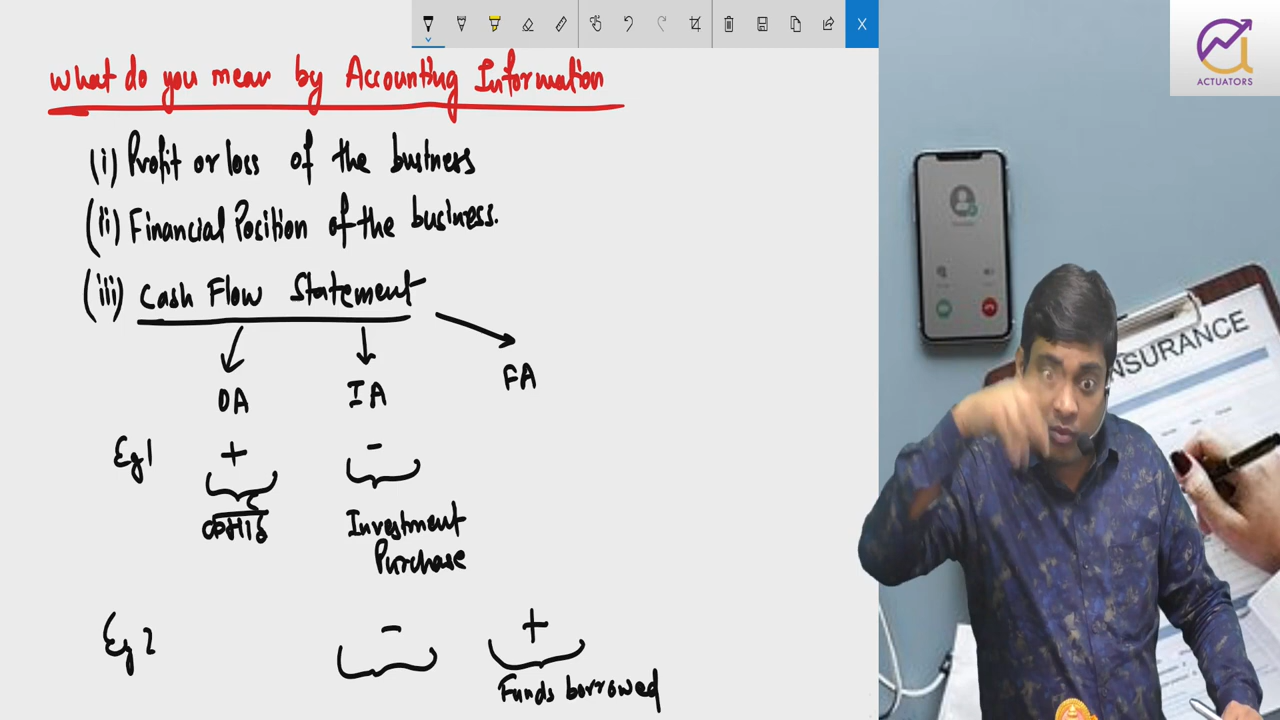 What do you mean by Accounting Information
(i) Profit or loss of the business
(ii) Financial Position of the business.
(iii) Cash Flow Statement
OA IA FA
Eg1 + -
Investment
Purchase
Eg 2 - +
Funds borrowed
ACTUATORS
INSURANCE